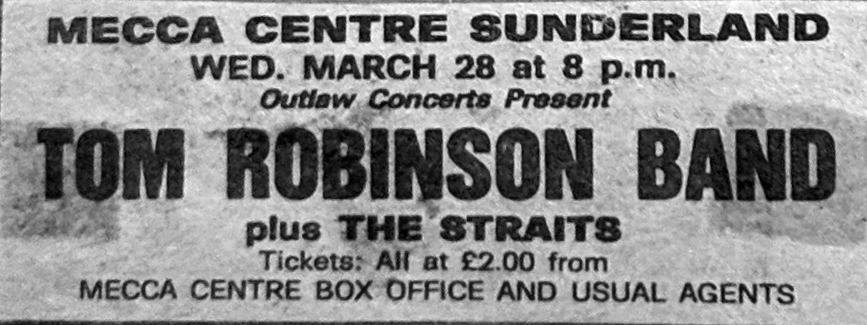 MECCA CENTRE SUNDERLAND
WED. MARCH 28 at 8 p.m.
Outlaw Concerts Present
TOM ROBINSON BAND
plus THE STRAITS
Tickets: All at £2.00 from
MECCA CENTRE BOX OFFICE AND USUAL AGENTS